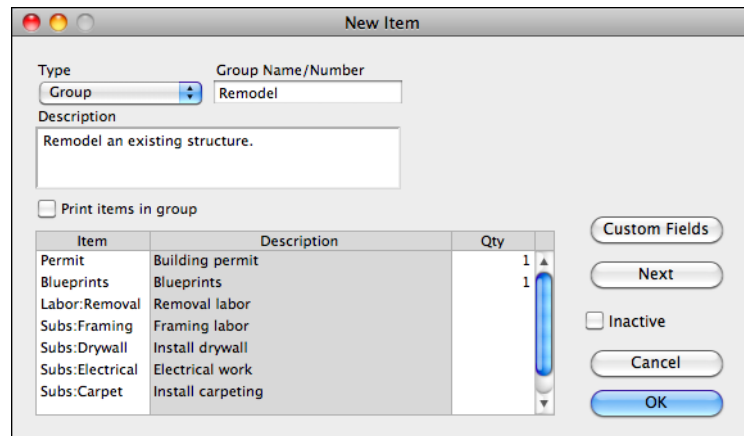 New Item
Type Group Name/Number
Group Remodel
Description
Remodel an existing structure.
Print items in group
Item Description Qty
Permit Building permit 1
Blueprints Blueprints 1
Labor:Removal Removal labor
Subs:Framing Framing labor
Subs:Drywall Install drywall
Subs:Electrical Electrical work
Subs:Carpet Install carpeting
Custom Fields
Next
Inactive
Cancel
OK